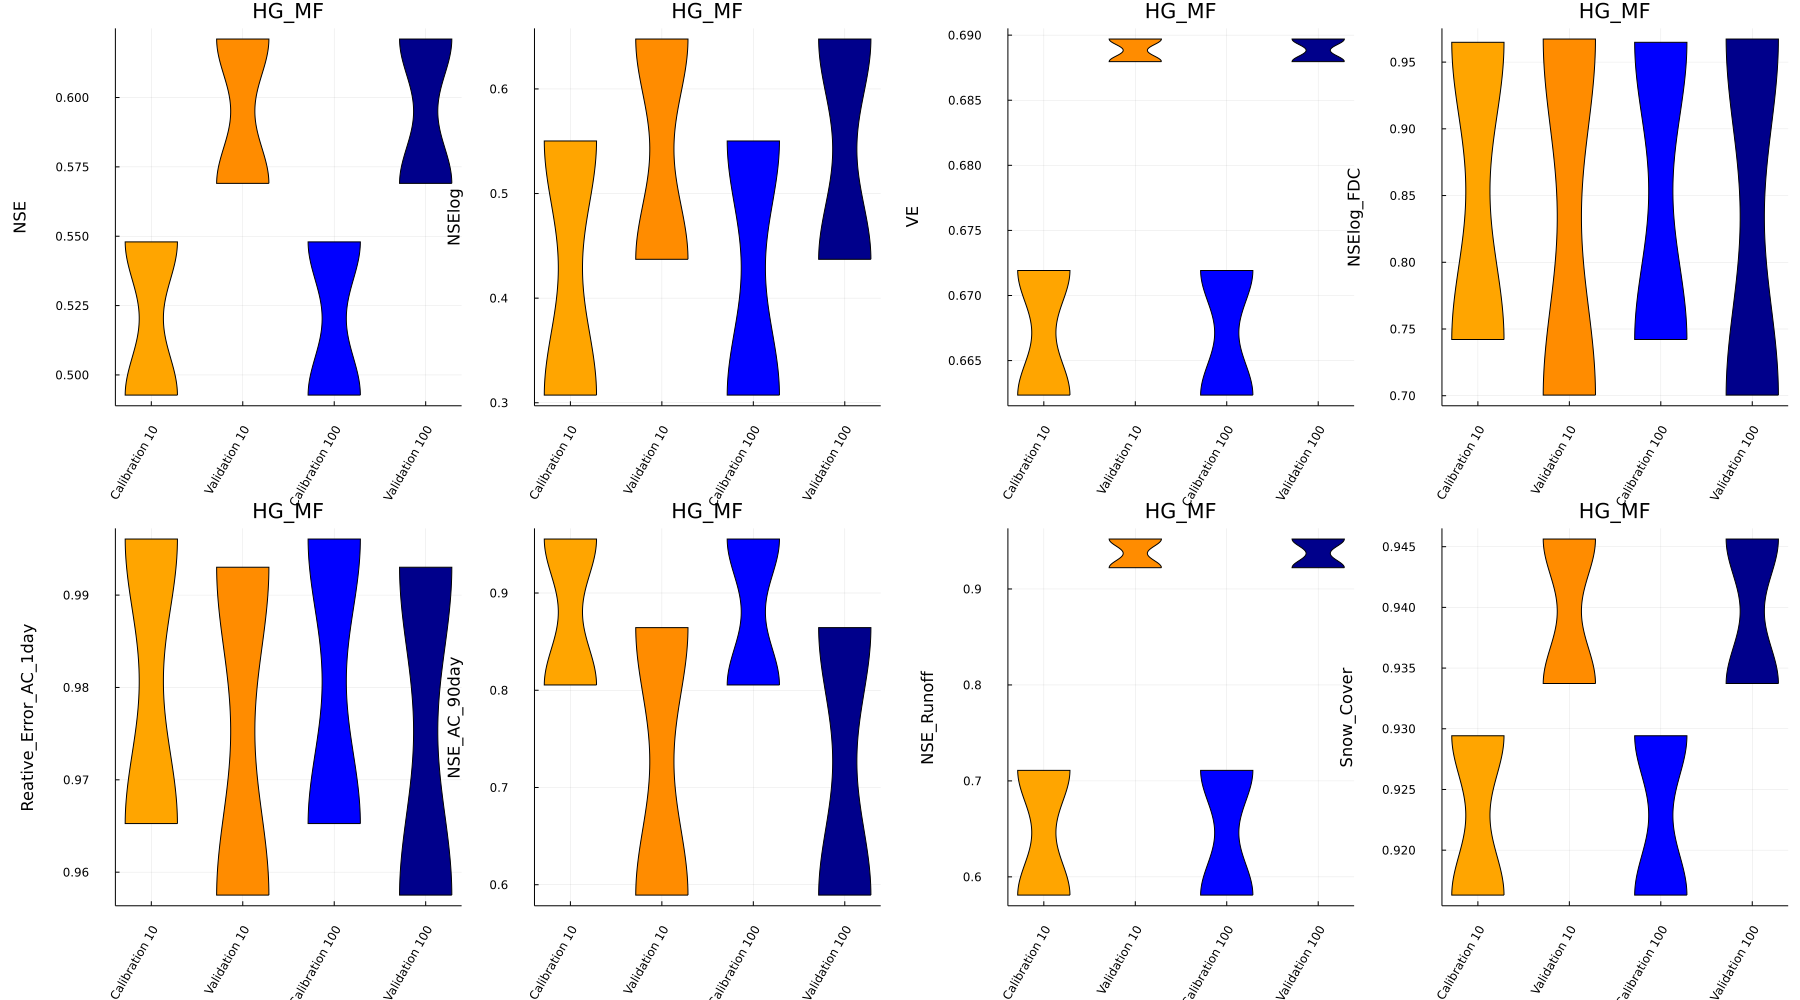 HG_MF
HG_MF
HG_MF
HG_MF
NSE
0.600
0.575
0.550
0.525
0.500
Calibration 10
Validation 10
Calibration 100
Validation 100
NSElog
0.6
0.5
0.4
0.3
Calibration 10
Validation 10
Calibration 100
Validation 100
VE
0.690
0.685
0.680
0.675
0.670
0.665
Calibration 10
Validation 10
Calibration 100
Validation 100
NSElog_FDC
0.95
0.90
0.85
0.80
0.75
0.70
Calibration 10
Validation 10
Calibration 100
Validation 100
HG_MF
HG_MF
HG_MF
HG_MF
Reative_Error_AC_1day
0.99
0.98
0.97
0.96
Calibration 10
Validation 10
Calibration 100
Validation 100
NSE_AC_90day
0.9
0.8
0.7
0.6
Calibration 10
Validation 10
Calibration 100
Validation 100
NSE_Runoff
0.9
0.8
0.7
0.6
Calibration 10
Validation 10
Calibration 100
Validation 100
Snow_Cover
0.945
0.940
0.935
0.930
0.925
0.920
Calibration 10
Validation 10
Calibration 100
Validation 100